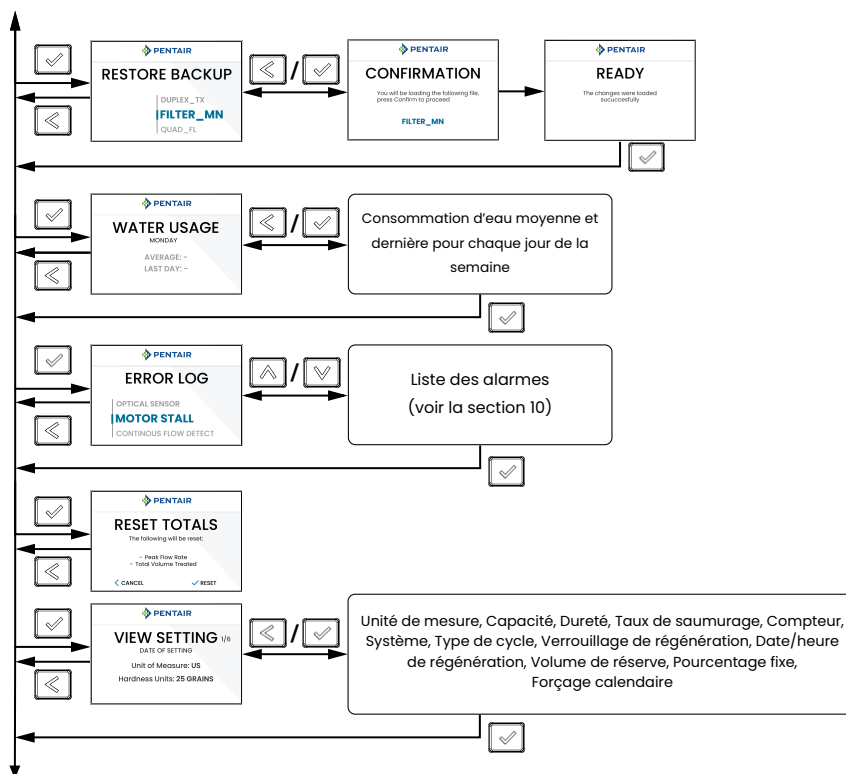 PENTAIR
RESTORE BACKUP
DUPLEX_TX
FILTER_MN
QUAD_FL
/
PENTAIR
CONFIRMATION
You will be loading the following file,
press Confirm to proceed
FILTER_MN
PENTAIR
READY
The changes were loaded
sucuccesfully
PENTAIR
WATER USAGE
MONDAY
AVERAGE: -
LAST DAY: -
/
Consommation d'eau moyenne et
dernière pour chaque jour de la
semaine
PENTAIR
ERROR LOG
OPTICAL SENSOR
MOTOR STALL
CONTINOUS FLOW DETECT
/
Liste des alarmes
(voir la section 10)
PENTAIR
RESET TOTALS
The following will be reset:
- Peak Flow Rate
- Total Volume Treated
CANCEL
RESET
PENTAIR
VIEW SETTING 1/6
DATE OF SETTING
Unit of Measure: US
Hardness Units: 25 GRAINS
/
Unité de mesure, Capacité, Dureté, Taux de saumurage, Compteur,
Système, Type de cycle, Verrouillage de régénération, Date/heure
de régénération, Volume de réserve, Pourcentage fixe,
Forçage calendaire